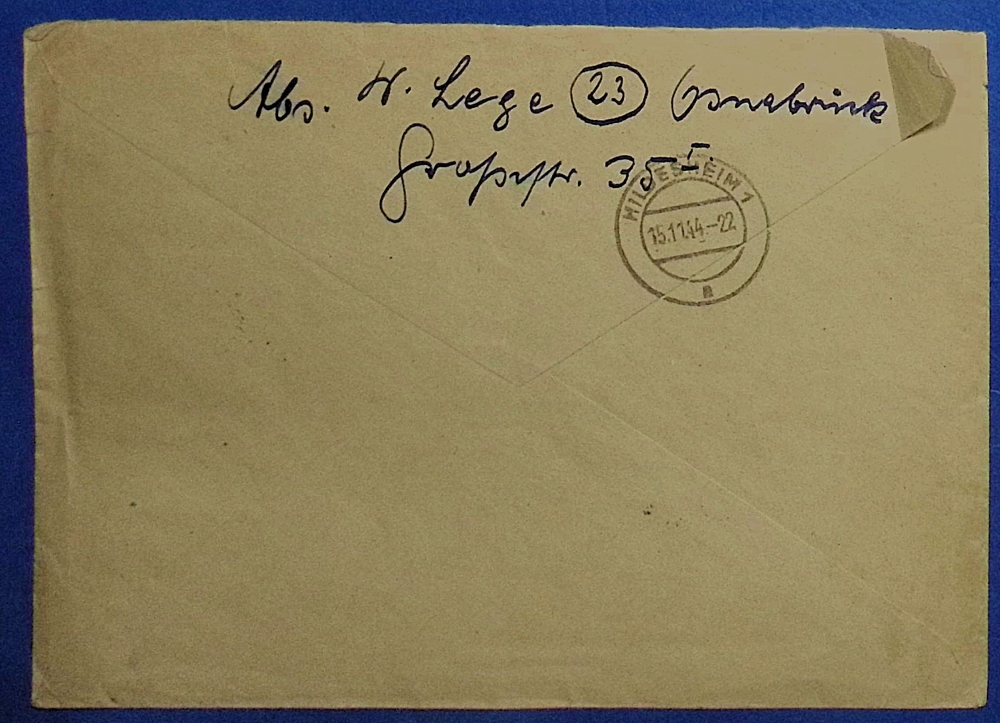 Abs. W. Lege (23) Osnabrück
Großestr. 35 I.
HILDESHEIM 1
15.11.44.-22
a